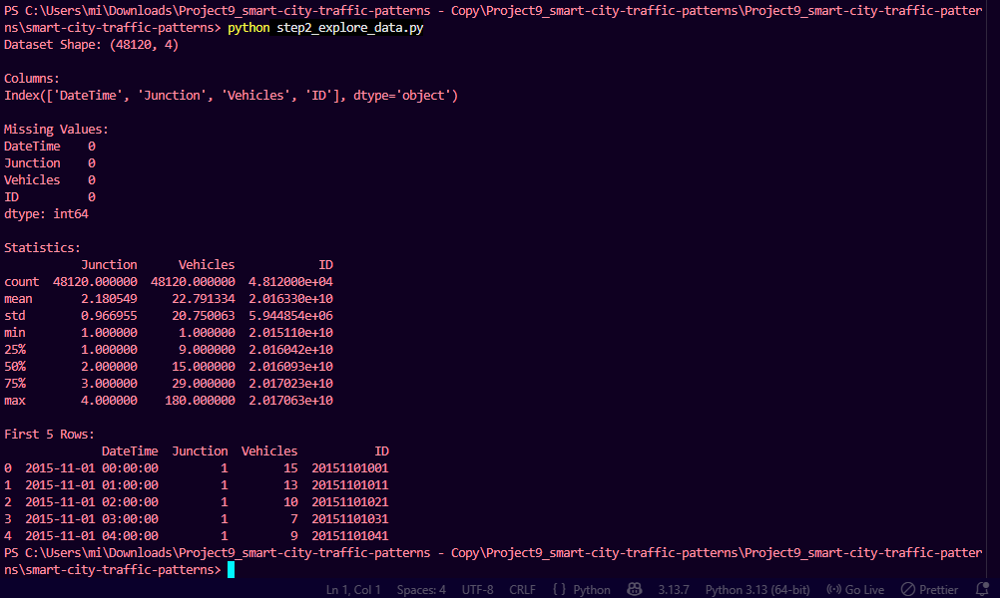 PS C:\Users\mi\Downloads\Project9_smart-city-traffic-patterns - Copy\Project9_smart-city-traffic-patterns\Project9_smart-city-traffic-patter
ns\smart-city-traffic-patterns> python step2_explore_data.py
Dataset Shape: (48120, 4)

Columns:
Index(['DateTime', 'Junction', 'Vehicles', 'ID'], dtype='object')

Missing Values:
DateTime    0
Junction    0
Vehicles    0
ID          0
dtype: int64

Statistics:
           Junction      Vehicles            ID
count  48120.000000  48120.000000  4.812000e+04
mean       2.180549     22.791334  2.016330e+10
std        0.966955     20.750063  5.944854e+06
min        1.000000      1.000000  2.015110e+10
25%        1.000000      9.000000  2.016042e+10
50%        2.000000     15.000000  2.016093e+10
75%        3.000000     29.000000  2.017023e+10
max        4.000000    180.000000  2.017063e+10

First 5 Rows:
              DateTime  Junction  Vehicles           ID
0  2015-11-01 00:00:00         1        15  20151101001
1  2015-11-01 01:00:00         1        13  20151101011
2  2015-11-01 02:00:00         1        10  20151101021
3  2015-11-01 03:00:00         1         7  20151101031
4  2015-11-01 04:00:00         1         9  20151101041
PS C:\Users\mi\Downloads\Project9_smart-city-traffic-patterns - Copy\Project9_smart-city-traffic-patterns\Project9_smart-city-traffic-patter
ns\smart-city-traffic-patterns>
Ln 1, Col 1 Spaces: 4 UTF-8 CRLF { } Python 3.13.7 Python 3.13 (64-bit) Go Live Prettier